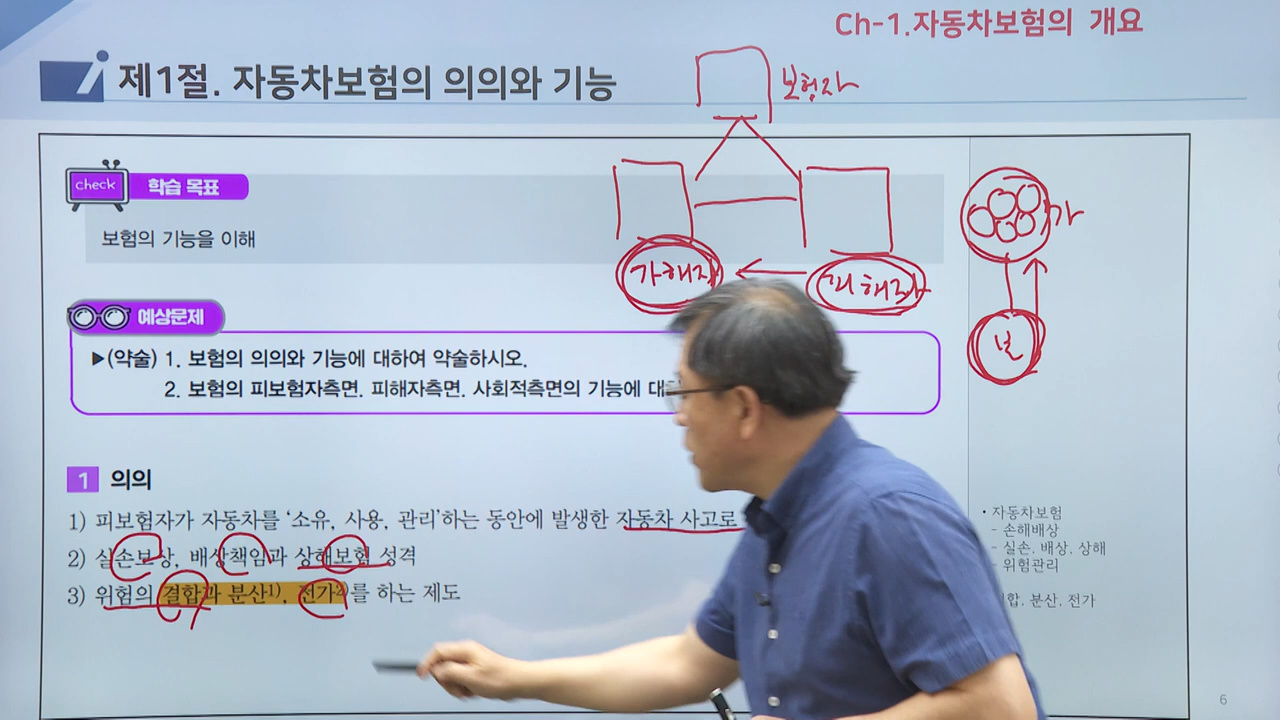 Ch-1.자동차보험의 개요
제1절. 자동차보험의 의의와 기능
보험자
check 학습 목표
보험의 기능을 이해
가해자
피해자
가
예상문제
▶(약술) 1. 보험의 의의와 기능에 대하여 약술하시오.
2. 보험의 피보험자측면. 피해자측면. 사회적측면의 기능에
1 의의
1) 피보험자가 자동차를 ‘소유, 사용, 관리’하는 동안에 발생한 자동차 사고로
2) 실손보상, 배상책임과 상해보험 성격
3) 위험의 결합과 분산1), 전가2)를 하는 제도
• 자동차보험
- 손해배상
- 실손. 배상. 상해
- 위험관리
합. 분산. 전가
6